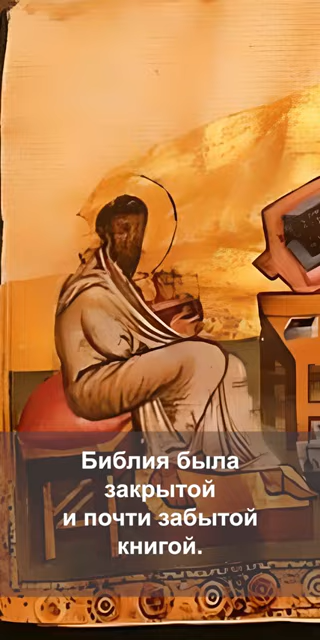 Библия была
закрытой
и почти забытой
книгой.